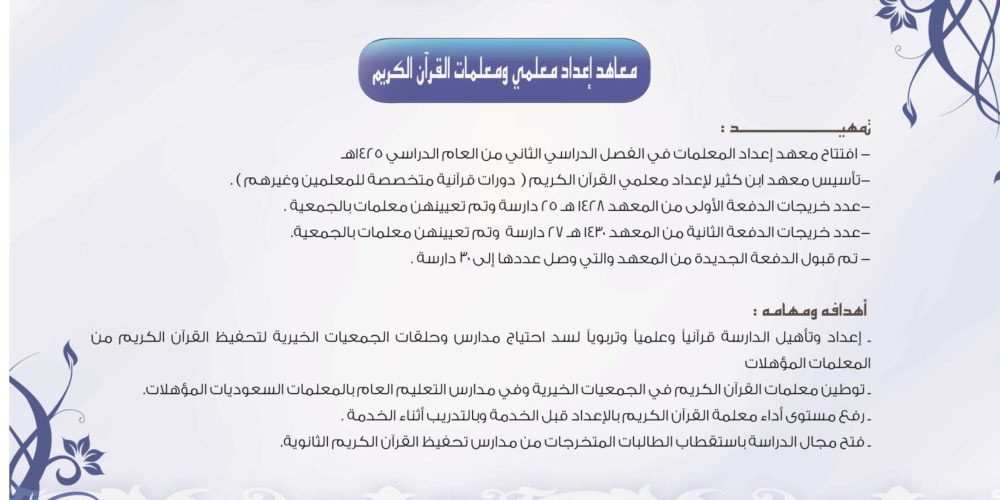 معاهد إعداد معلمي ومعلمات القرآن الكريم
تمهيــــــــــد :
- افتتاح معهد إعداد المعلمات في الفصل الدراسي الثاني من العام الدراسي ١٤٢٥هـ
-تأسيس معهد ابن كثير لإعداد معلمي القرآن الكريم ( دورات قرآنية متخصصة للمعلمين وغيرهم ) .
-عدد خريجات الدفعة الأولى من المعهد ١٤٢٨ هـ ٢٥ دارسة وتم تعيينهن معلمات بالجمعية .
-عدد خريجات الدفعة الثانية من المعهد ١٤٣٠ هـ ٢٧ دارسة وتم تعيينهن معلمات بالجمعية.
- تم قبول الدفعة الجديدة من المعهد والتي وصل عددها إلى ٣٠ دارسة .
أهدافه ومهامه :
ـ إعداد وتأهيل الدارسة قرآنياً وعلمياً وتربوياً لسد احتياج مدارس وحلقات الجمعيات الخيرية لتحفيظ القرآن الكريم من
المعلمات المؤهلات
ـ توطين معلمات القرآن الكريم في الجمعيات الخيرية وفي مدارس التعليم العام بالمعلمات السعوديات المؤهلات.
ـ رفع مستوى أداء معلمة القرآن الكريم بالإعداد قبل الخدمة وبالتدريب أثناء الخدمة .
ـ فتح مجال الدراسة باستقطاب الطالبات المتخرجات من مدارس تحفيظ القرآن الكريم الثانوية.